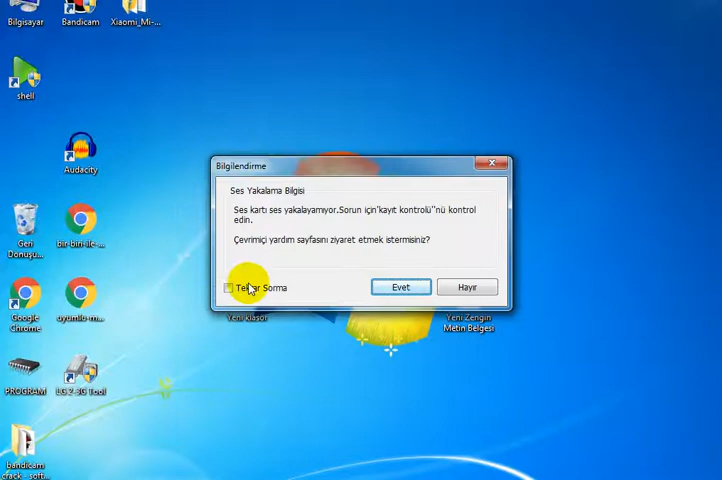 Bilgisayar
Bandicam
Xiaomi_Mi-...
shell
Audacity
Geri
Dönüşü...
bir-biri-ile-...
Google
Chrome
uyumlu-m...
PROGRAM
LG 2-3G Tool
bandicam
crack - soft...
Bilgilendirme
Ses Yakalama Bilgisi
Ses kartı ses yakalayamıyor.Sorun için'kayıt kontrolü''nü kontrol
edin.
Çevrimiçi yardım sayfasını ziyaret etmek istermisiniz?
Tekrar Sorma
Evet
Hayır
Yeni klasör
Yeni Zengin
Metin Belgesi